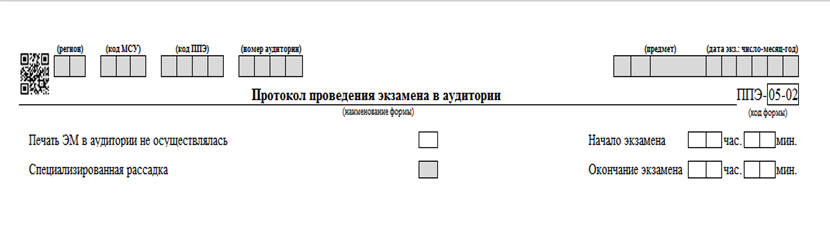 (регион) (код МСУ) (код ППЭ) (номер аудитории) (предмет) (дата экз.: число-месяц-год)
Протокол проведения экзамена в аудитории ППЭ-05-02
(наименование формы) (код формы)
Печать ЭМ в аудитории не осуществлялась Начало экзамена час. мин.
Специализированная рассадка Окончание экзамена час. мин.